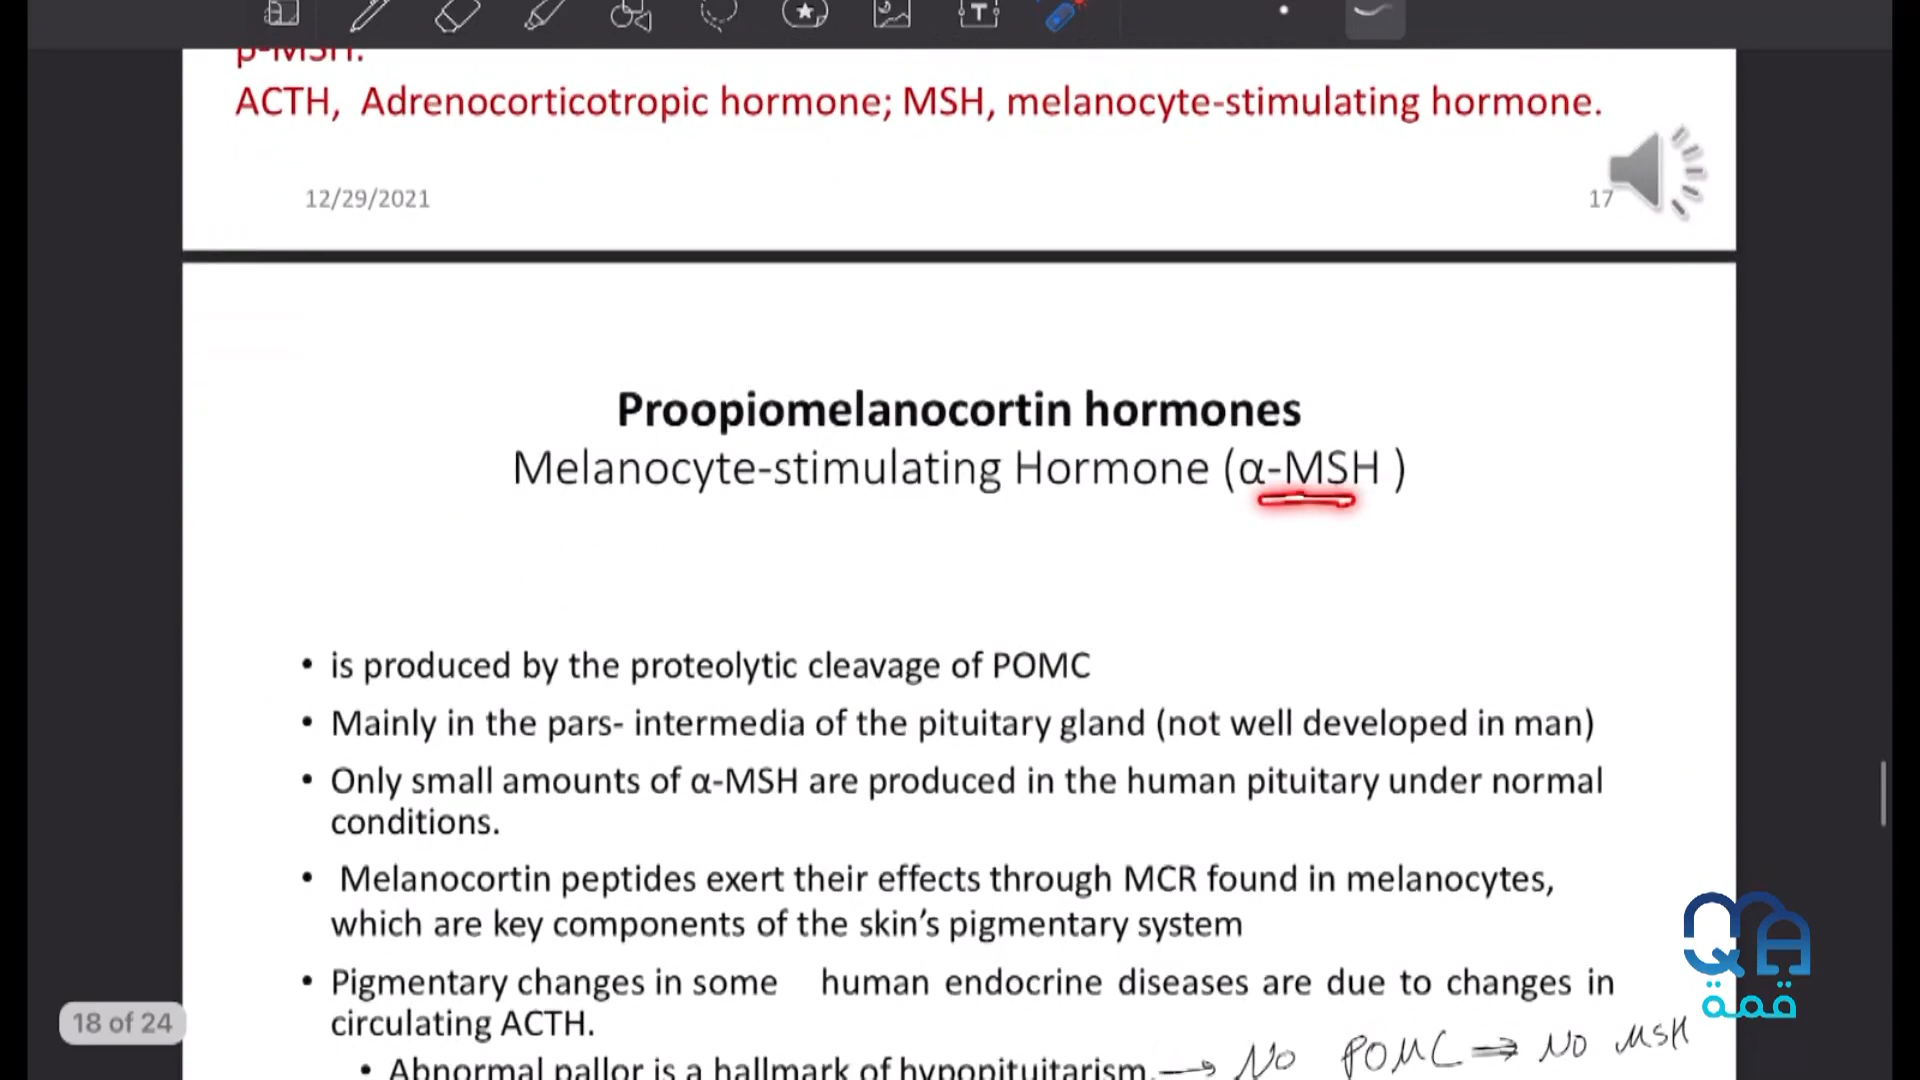 β-MSH.
ACTH, Adrenocorticotropic hormone; MSH, melanocyte-stimulating hormone.
12/29/2021
17
Proopiomelanocortin hormones
Melanocyte-stimulating Hormone (α-MSH )
• is produced by the proteolytic cleavage of POMC
• Mainly in the pars- intermedia of the pituitary gland (not well developed in man)
• Only small amounts of α-MSH are produced in the human pituitary under normal
conditions.
• Melanocortin peptides exert their effects through MCR found in melanocytes,
which are key components of the skin's pigmentary system
• Pigmentary changes in some human endocrine diseases are due to changes in
circulating ACTH.
• Abnormal pallor is a hallmark of hypopituitarism. → No POMC ⇒ No MSH
18 of 24
قمة